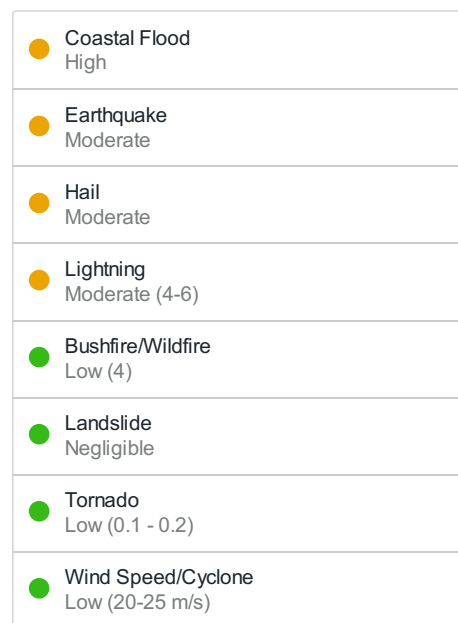 Coastal Flood
High
Earthquake
Moderate
Hail
Moderate
Lightning
Moderate (4-6)
Bushfire/Wildfire
Low (4)
Landslide
Negligible
Tornado
Low (0.1 - 0.2)
Wind Speed/Cyclone
Low (20-25 m/s)